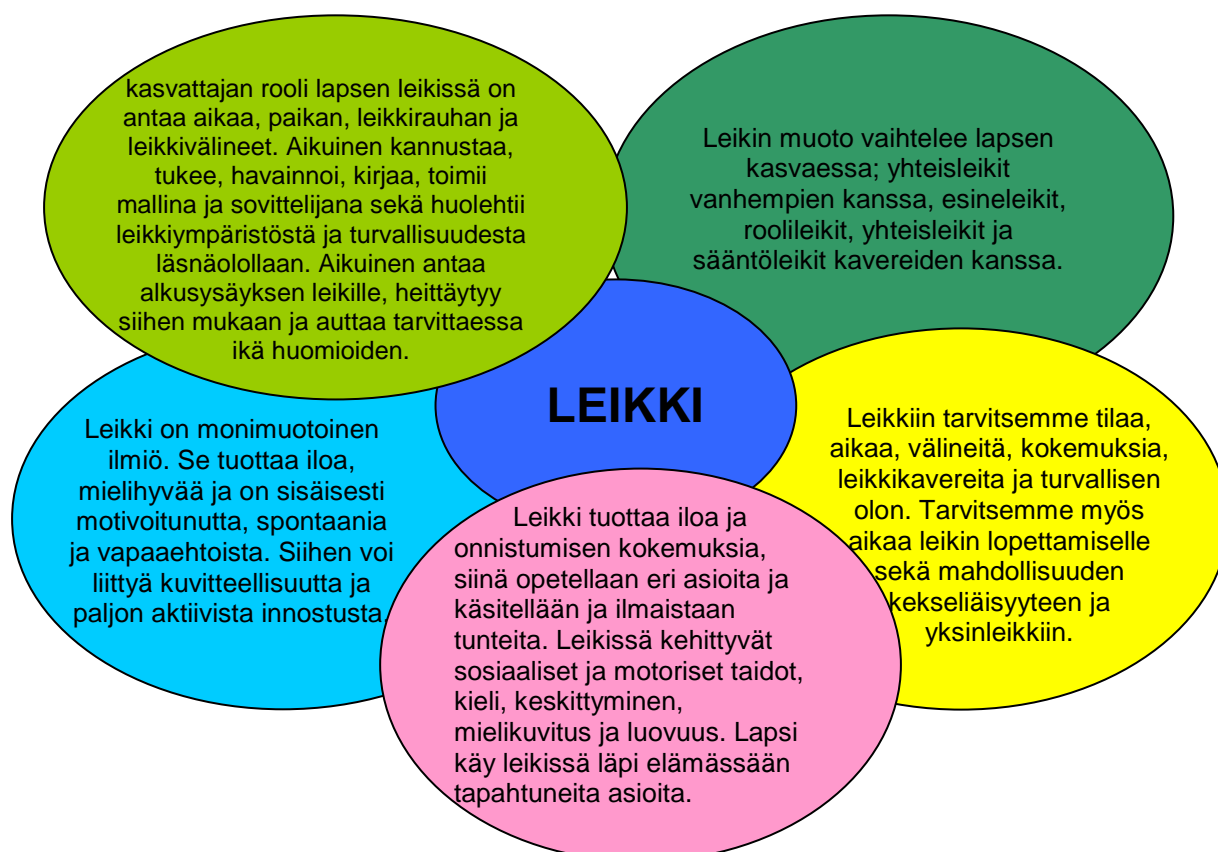 kasvattajan rooli lapsen leikissä on
antaa aikaa, paikan, leikkirauhan ja
leikkivälineet. Aikuinen kannustaa,
tukee, havainnoi, kirjaa, toimii
mallina ja sovittelijana sekä huolehtii
leikkiympäristöstä ja turvallisuudesta
läsnäolollaan. Aikuinen antaa
alkusysäyksen leikille, heittäytyy
siihen mukaan ja auttaa tarvittaessa
ikä huomioiden.
Leikin muoto vaihtelee lapsen
kasvaessa; yhteisleikit
vanhempien kanssa, esineleikit,
roolileikit, yhteisleikit ja
sääntöleikit kavereiden kanssa.
LEIKKI
Leikki on monimuotoinen
ilmiö. Se tuottaa iloa,
mielihyvää ja on sisäisesti
motivoitunutta, spontaania
ja vapaaehtoista. Siihen voi
liittyä kuvitteellisuutta ja
paljon aktiivista innostusta.
Leikkiin tarvitsemme tilaa,
aikaa, välineitä, kokemuksia,
leikkikavereita ja turvallisen
olon. Tarvitsemme myös
aikaa leikin lopettamiselle
sekä mahdollisuuden
kekseliäisyyteen ja
yksinleikkiin.
Leikki tuottaa iloa ja
onnistumisen kokemuksia,
siinä opetellaan eri asioita ja
käsitellään ja ilmaistaan
tunteita. Leikissä kehittyvät
sosiaaliset ja motoriset taidot,
kieli, keskittyminen,
mielikuvitus ja luovuus. Lapsi
käy leikissä läpi elämässään
tapahtuneita asioita.